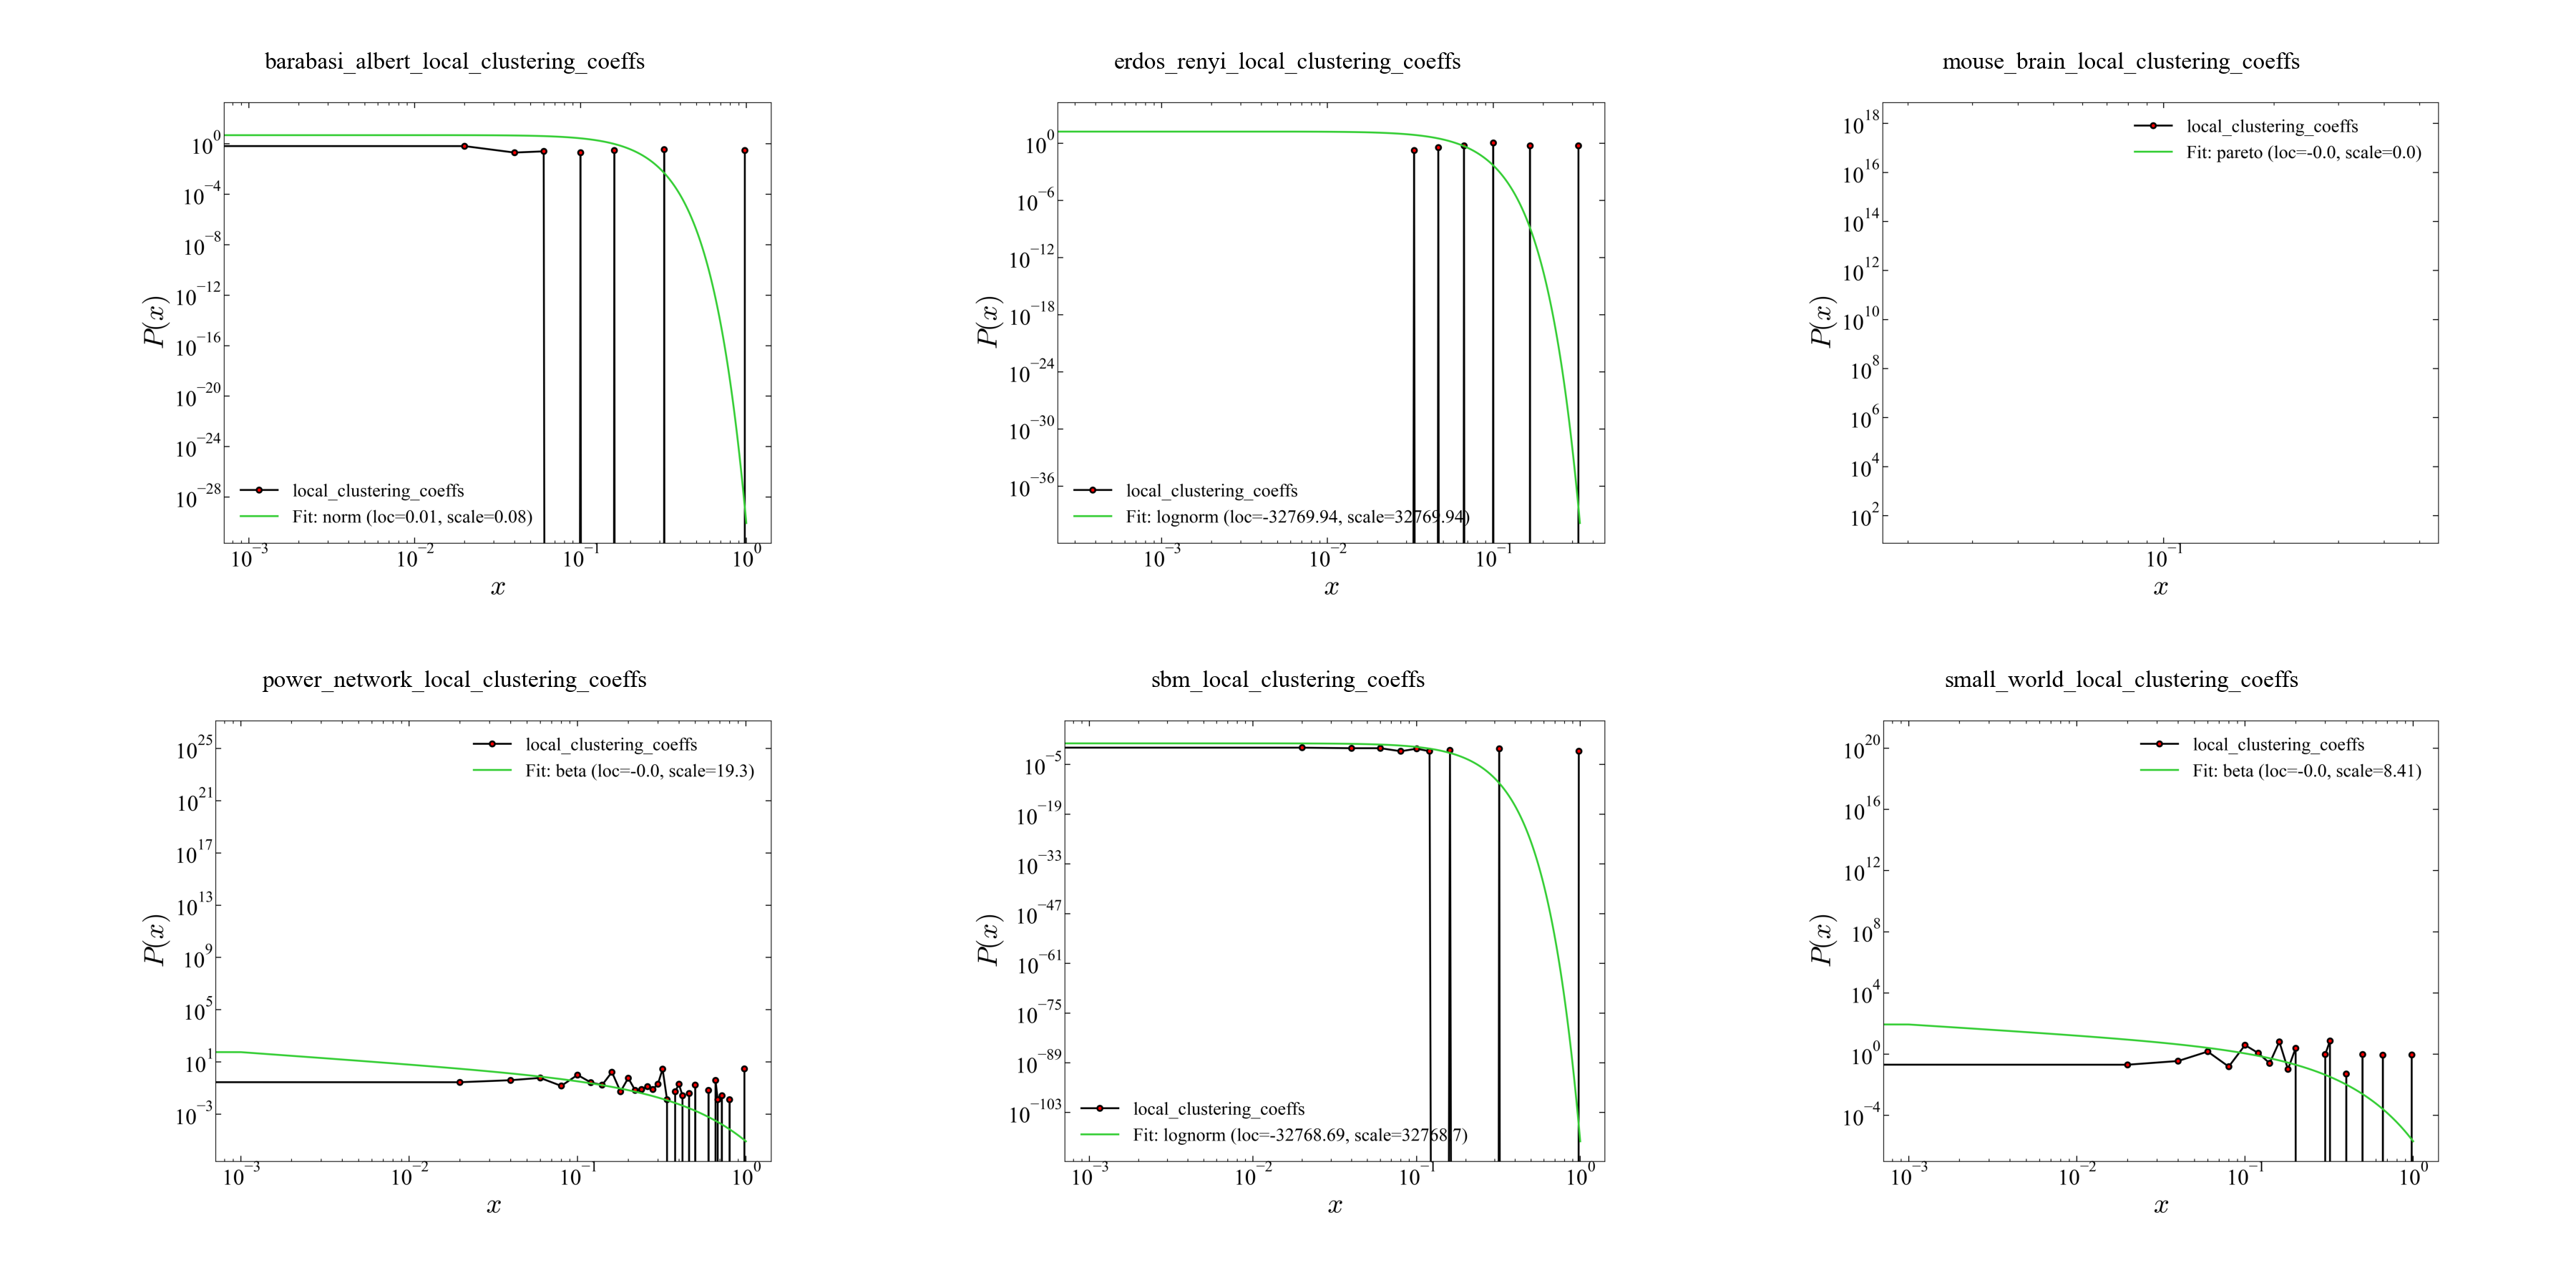 barabasi_albert_local_clustering_coeffs
10^0
10^−4
10^−8
10^−12
10^−16
10^−20
10^−24
10^−28
P(x)
local_clustering_coeffs
Fit: norm (loc=0.01, scale=0.08)
10^−3 10^−2 10^−1 10^0
x
erdos_renyi_local_clustering_coeffs
10^0
10^−6
10^−12
10^−18
10^−24
10^−30
10^−36
P(x)
local_clustering_coeffs
Fit: lognorm (loc=-32769.94, scale=32769.94)
10^−3 10^−2 10^−1
x
mouse_brain_local_clustering_coeffs
10^18
10^16
10^14
10^12
10^10
10^8
10^6
10^4
10^2
P(x)
local_clustering_coeffs
Fit: pareto (loc=-0.0, scale=0.0)
10^−1
x
power_network_local_clustering_coeffs
10^25
10^21
10^17
10^13
10^9
10^5
10^1
10^−3
P(x)
local_clustering_coeffs
Fit: beta (loc=-0.0, scale=19.3)
10^−3 10^−2 10^−1 10^0
x
sbm_local_clustering_coeffs
10^−5
10^−19
10^−33
10^−47
10^−61
10^−75
10^−89
10^−103
P(x)
local_clustering_coeffs
Fit: lognorm (loc=-32768.69, scale=32768.7)
10^−3 10^−2 10^−1 10^0
x
small_world_local_clustering_coeffs
10^20
10^16
10^12
10^8
10^4
10^0
10^−4
P(x)
local_clustering_coeffs
Fit: beta (loc=-0.0, scale=8.41)
10^−3 10^−2 10^−1 10^0
x